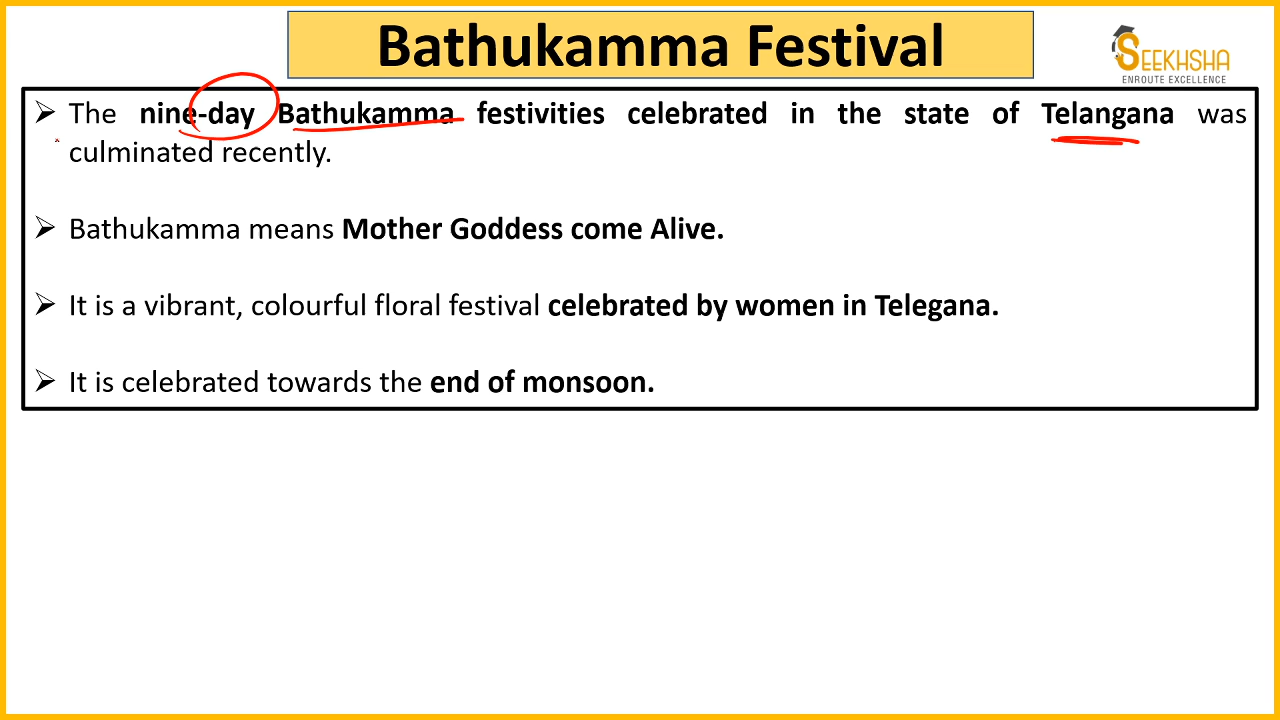 Bathukamma Festival
SEEKHSHA
ENROUTE EXCELLENCE
➢ The nine-day Bathukamma festivities celebrated in the state of Telangana was
culminated recently.
➢ Bathukamma means Mother Goddess come Alive.
➢ It is a vibrant, colourful floral festival celebrated by women in Telegana.
➢ It is celebrated towards the end of monsoon.